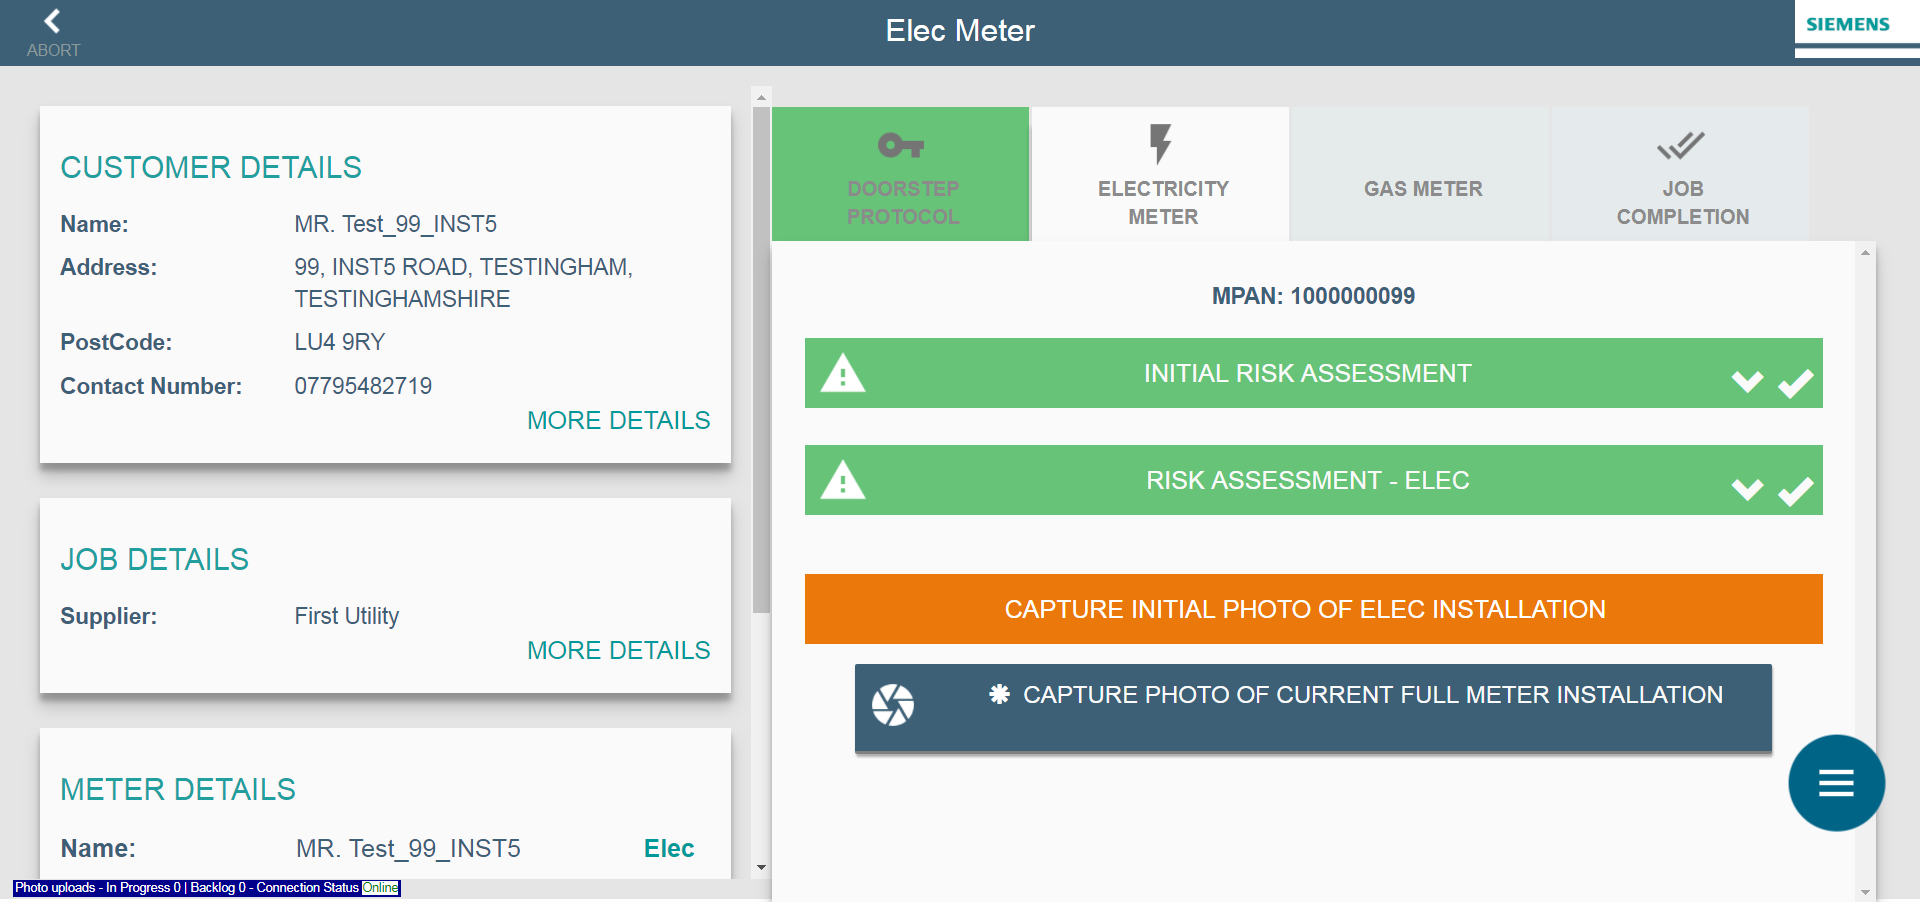 ABORT
Elec Meter
SIEMENS
CUSTOMER DETAILS
Name: MR. Test_99_INST5
Address: 99, INST5 ROAD, TESTINGHAM,
TESTINGHAMSHIRE
PostCode: LU4 9RY
Contact Number: 07795482719
MORE DETAILS
JOB DETAILS
Supplier: First Utility
MORE DETAILS
METER DETAILS
Name: MR. Test_99_INST5 Elec
Photo uploads - In Progress 0 | Backlog 0 - Connection Status Online
DOORSTEP
PROTOCOL
ELECTRICITY
METER
GAS METER
JOB
COMPLETION
MPAN: 1000000099
INITIAL RISK ASSESSMENT
RISK ASSESSMENT - ELEC
CAPTURE INITIAL PHOTO OF ELEC INSTALLATION
✱ CAPTURE PHOTO OF CURRENT FULL METER INSTALLATION